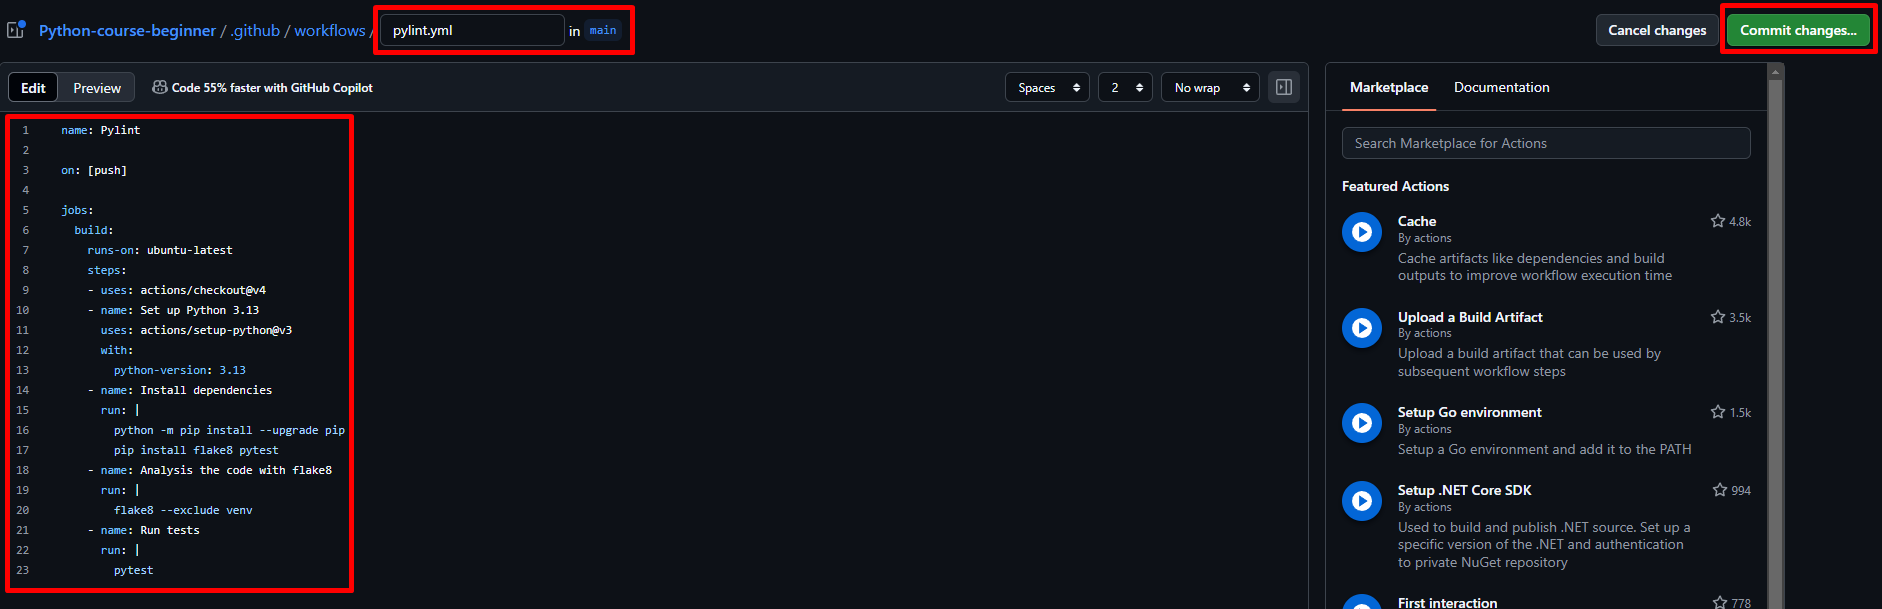 Python-course-beginner / .github / workflows / pylint.yml in main Cancel changes Commit changes...
Edit Preview Code 55% faster with GitHub Copilot Spaces 2 No wrap
1 name: Pylint
2
3 on: [push]
4
5 jobs:
6 build:
7 runs-on: ubuntu-latest
8 steps:
9 - uses: actions/checkout@v4
10 - name: Set up Python 3.13
11 uses: actions/setup-python@v3
12 with:
13 python-version: 3.13
14 - name: Install dependencies
15 run: |
16 python -m pip install --upgrade pip
17 pip install flake8 pytest
18 - name: Analysis the code with flake8
19 run: |
20 flake8 --exclude venv
21 - name: Run tests
22 run: |
23 pytest
Marketplace Documentation
Search Marketplace for Actions
Featured Actions
Cache 4.8k
By actions
Cache artifacts like dependencies and build
outputs to improve workflow execution time
Upload a Build Artifact 3.5k
By actions
Upload a build artifact that can be used by
subsequent workflow steps
Setup Go environment 1.5k
By actions
Setup a Go environment and add it to the PATH
Setup .NET Core SDK 994
By actions
Used to build and publish .NET source. Set up a
specific version of the .NET and authentication
to private NuGet repository
First interaction 778